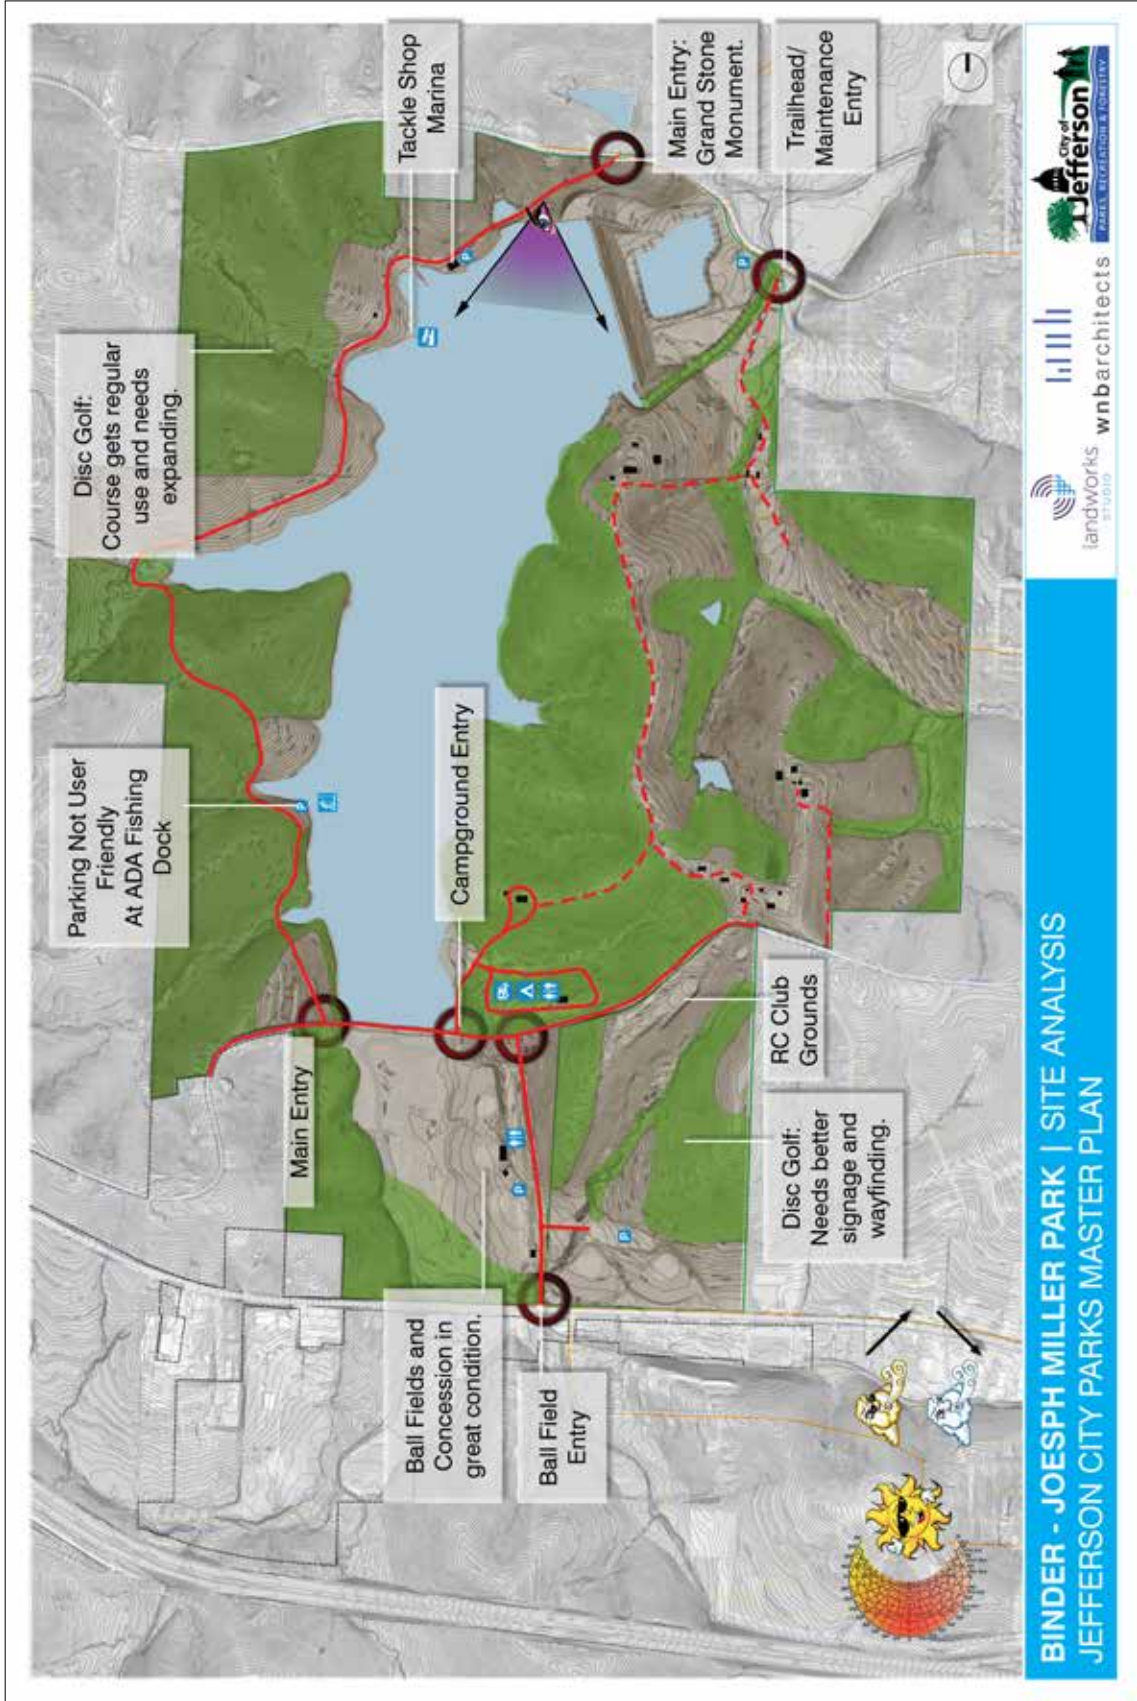 Disc Golf:
Course gets regular
use and needs
expanding.
Tackle Shop
Marina
Main Entry:
Grand Stone
Monument.
Trailhead/
Maintenance
Entry
Parking Not User
Friendly
At ADA Fishing
Dock
Campground Entry
Main Entry
RC Club
Grounds
Disc Golf:
Needs better
signage and
wayfinding.
Ball Fields and
Concession in
great condition.
Ball Field
Entry
P
P
P
P
P
BINDER - JOESPH MILLER PARK | SITE ANALYSIS
JEFFERSON CITY PARKS MASTER PLAN
landworks
STUDIO
wnbarchitects
City of
Jefferson
PARKS, RECREATION & FORESTRY